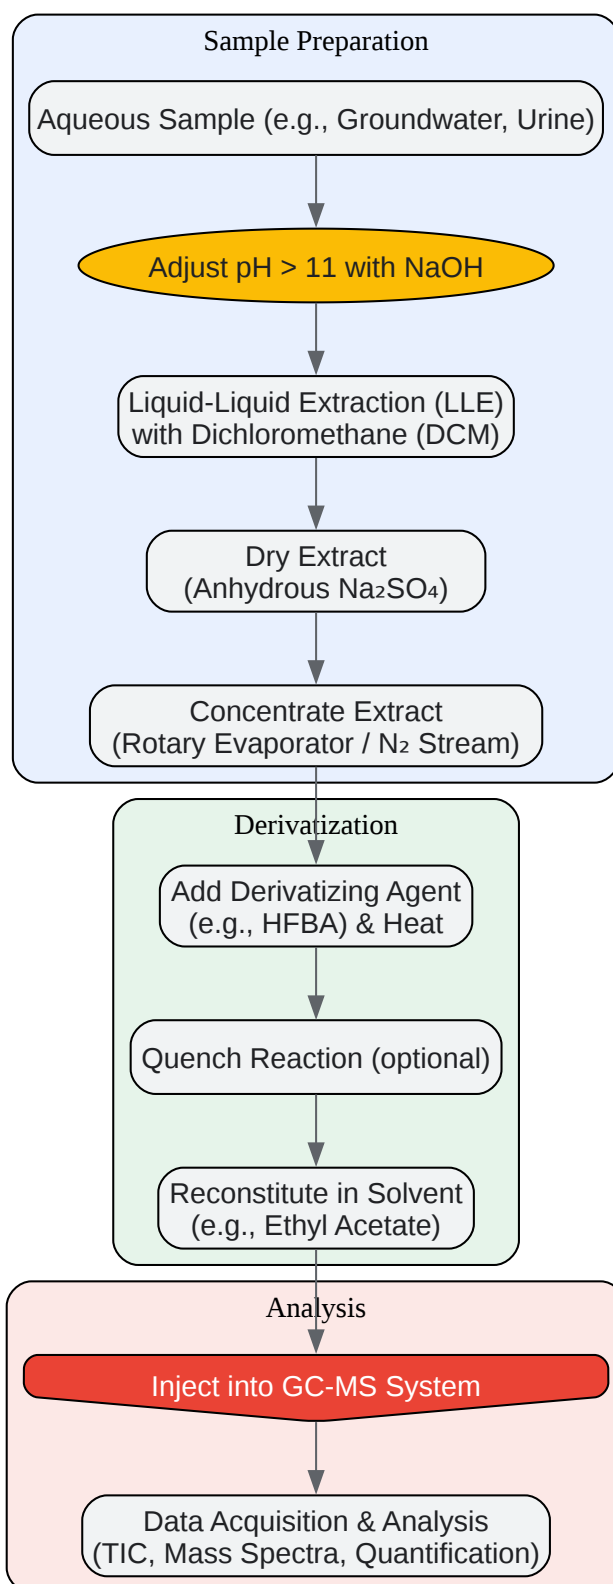 Sample Preparation
Aqueous Sample (e.g., Groundwater, Urine)
Adjust pH > 11 with NaOH
Liquid-Liquid Extraction (LLE)
with Dichloromethane (DCM)
Dry Extract
(Anhydrous Na₂SO₄)
Concentrate Extract
(Rotary Evaporator / N₂ Stream)
Derivatization
Add Derivatizing Agent
(e.g., HFBA) & Heat
Quench Reaction (optional)
Reconstitute in Solvent
(e.g., Ethyl Acetate)
Analysis
Inject into GC-MS System
Data Acquisition & Analysis
(TIC, Mass Spectra, Quantification)